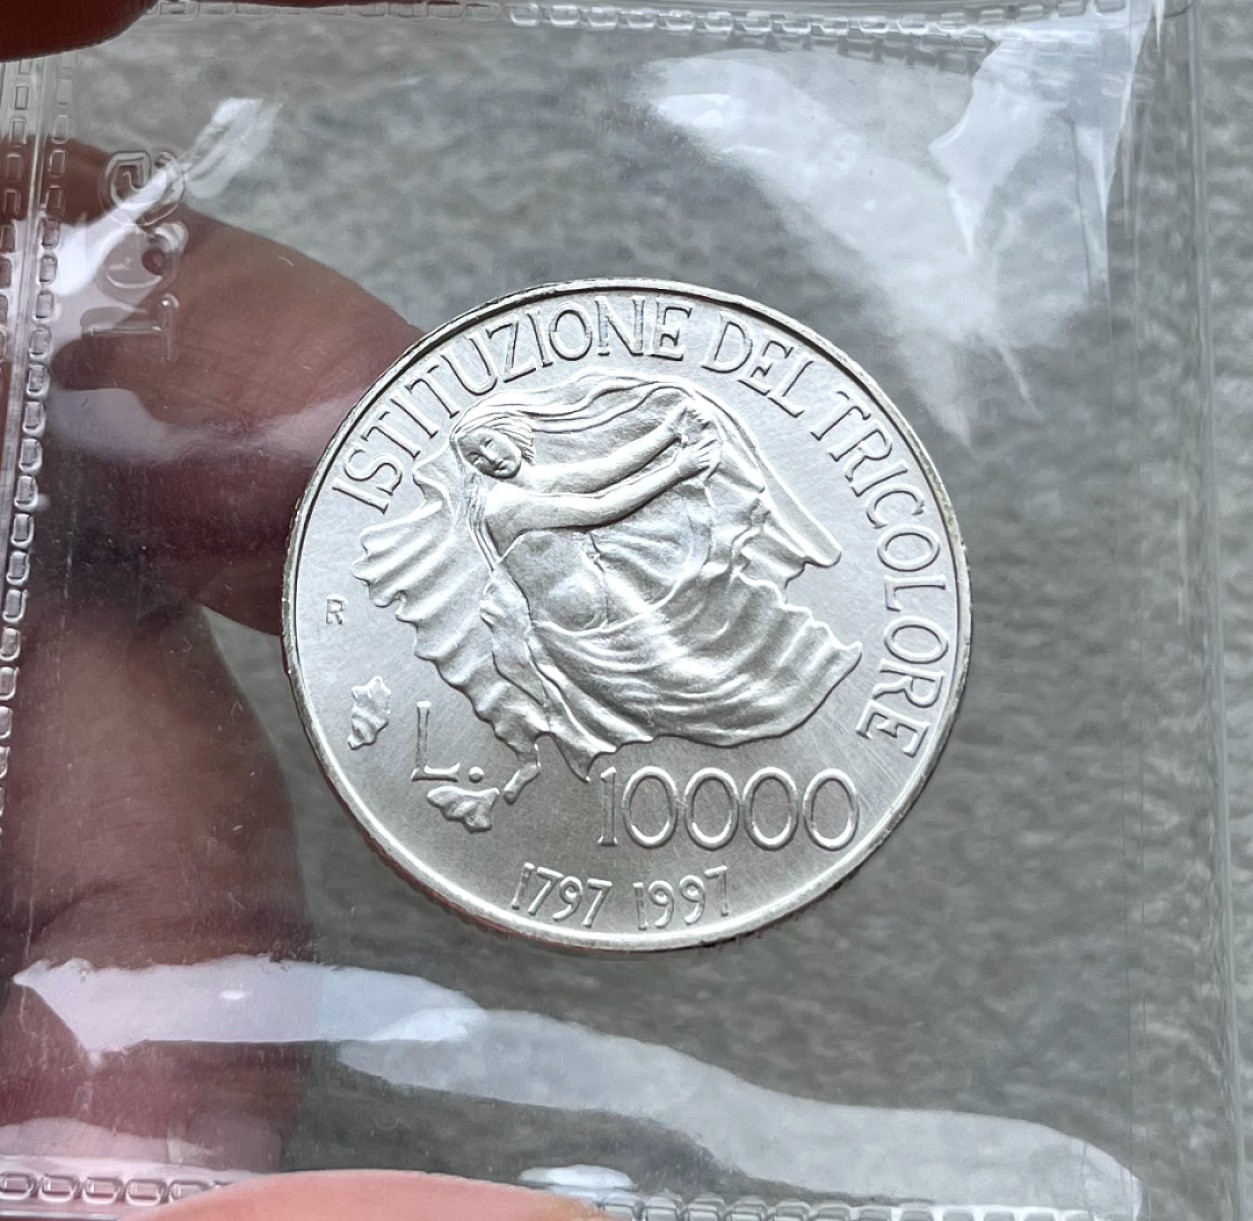 ISTITUZIONE DEL TRICOLORE
R
L. 10000
1797 1997